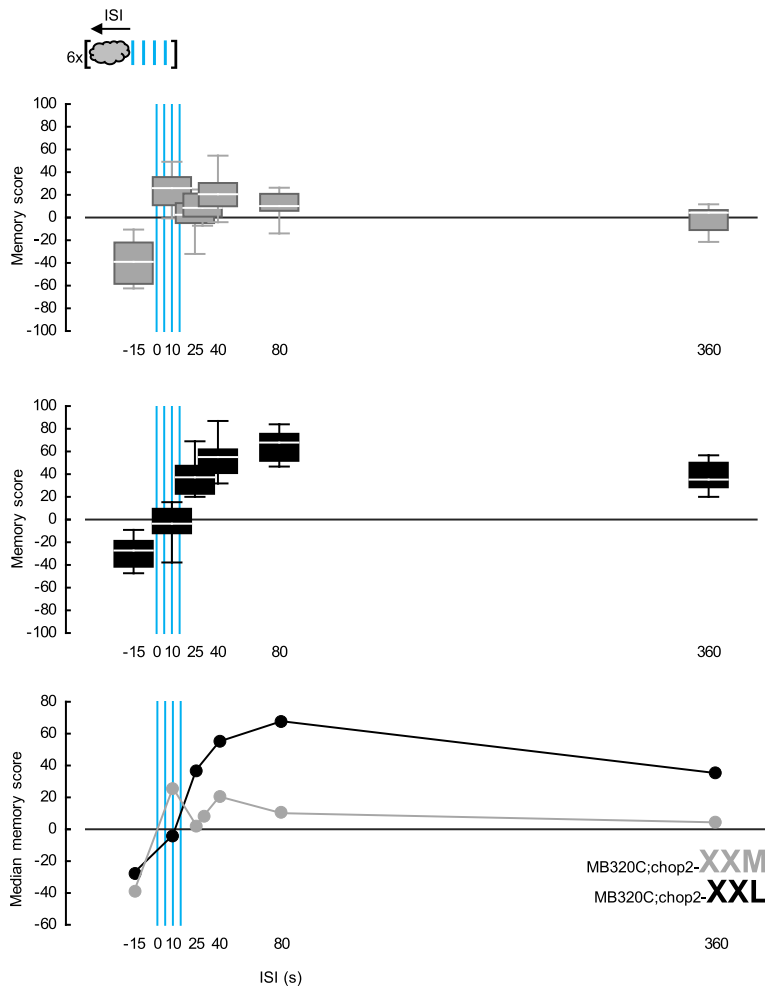 ISI
6x[ ]
Memory score
100
80
60
40
20
0
-20
-40
-60
-80
-100
-15 0 10 25 40 80 360
Memory score
100
80
60
40
20
0
-20
-40
-60
-80
-100
-15 0 10 25 40 80 360
Median memory score
80
60
40
20
0
-20
-40
-60
MB320C;chop2-XXM
MB320C;chop2-XXL
-15 0 10 25 40 80 360
ISI (s)